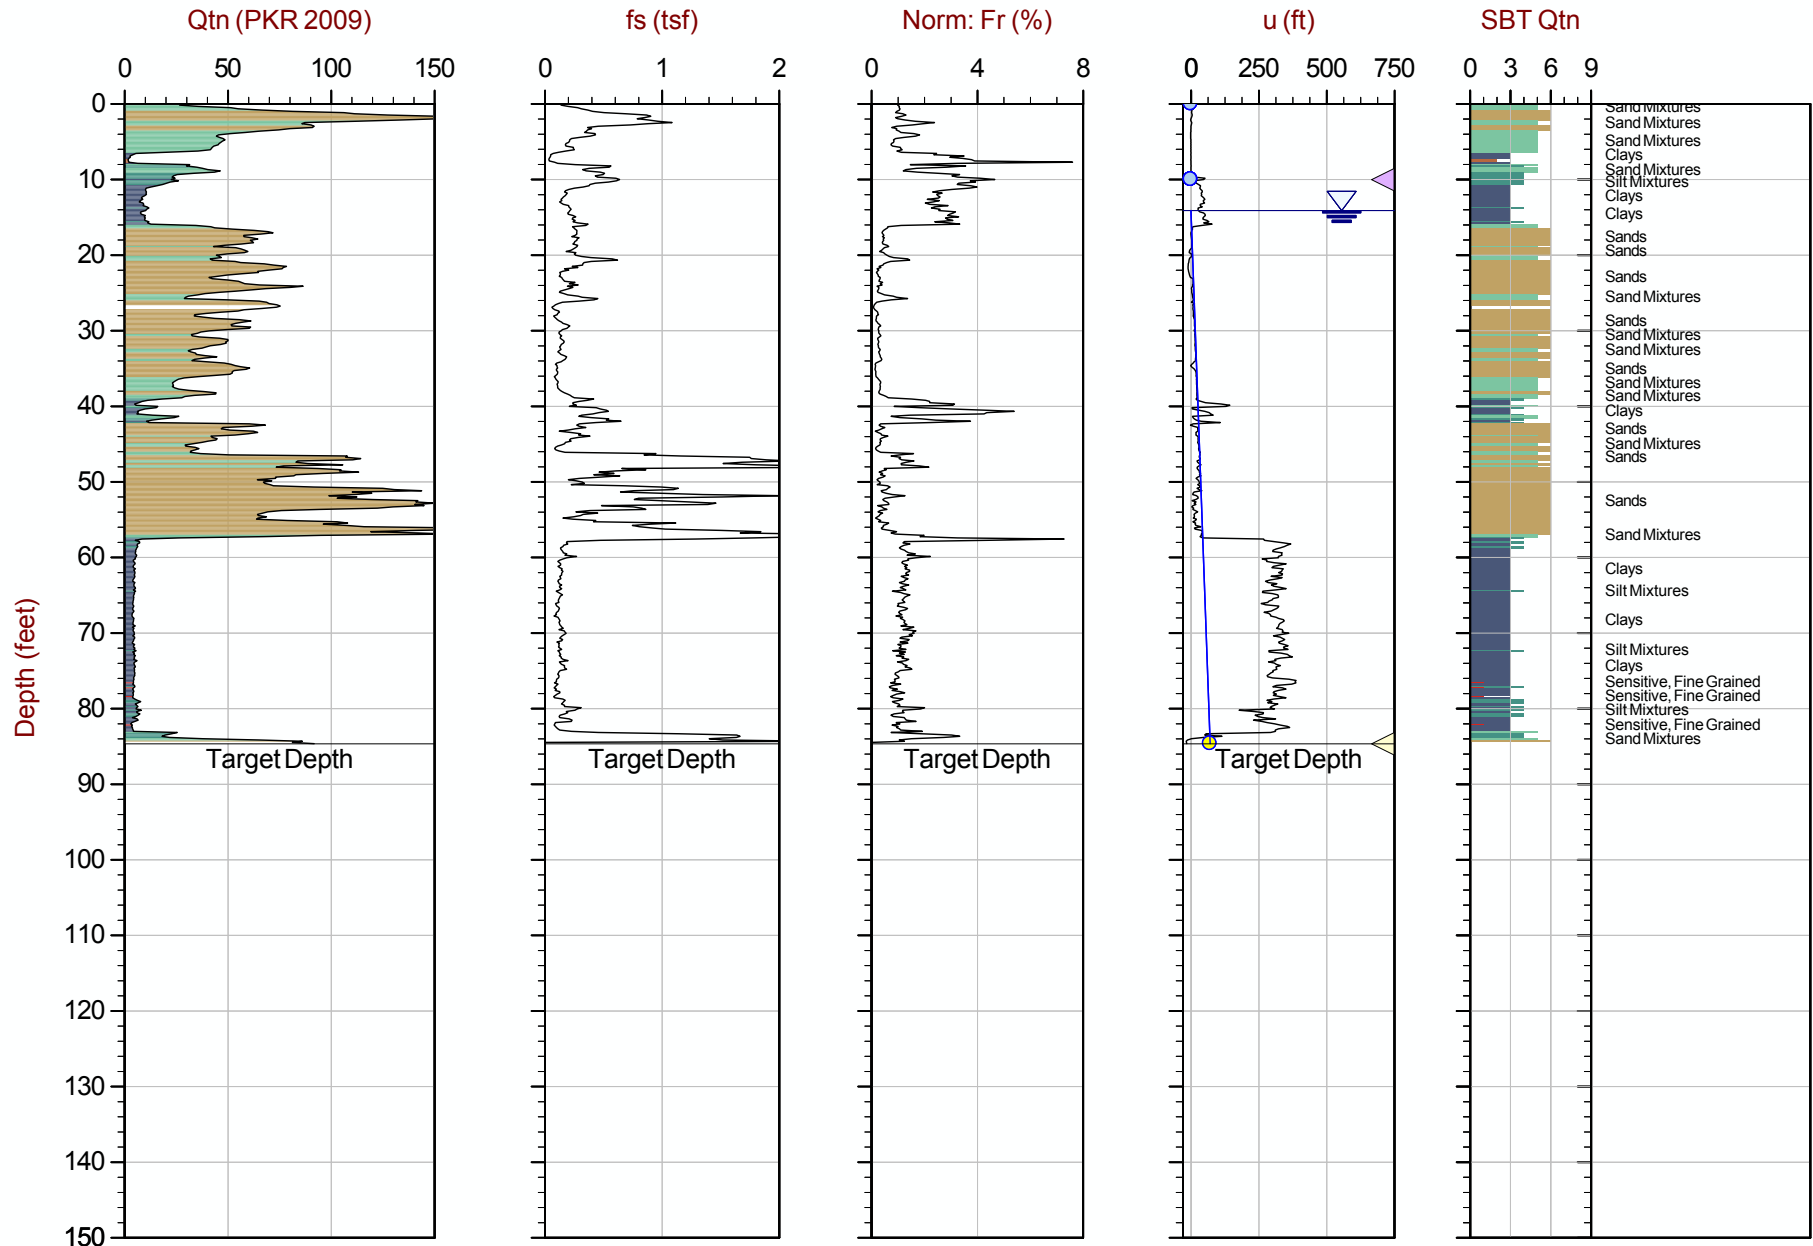 Qtn (PKR 2009) fs (tsf) Norm: Fr (%) u (ft) SBT Qtn
0 50 100 150 0 1 2 0 4 8 0 250 500 750 0 3 6 9
Depth (feet)
0
10
20
30
40
50
60
70
80
90
100
110
120
130
140
150
Sand Mixtures
Sand Mixtures
Sand Mixtures
Clays
Sand Mixtures
Silt Mixtures
Clays
Clays
Sands
Sands
Sands
Sand Mixtures
Sands
Sand Mixtures
Sand Mixtures
Sands
Sand Mixtures
Sand Mixtures
Clays
Sands
Sand Mixtures
Sands
Sands
Sand Mixtures
Clays
Silt Mixtures
Clays
Silt Mixtures
Clays
Sensitive, Fine Grained
Sensitive, Fine Grained
Silt Mixtures
Sensitive, Fine Grained
Sand Mixtures
Target Depth Target Depth Target Depth Target Depth